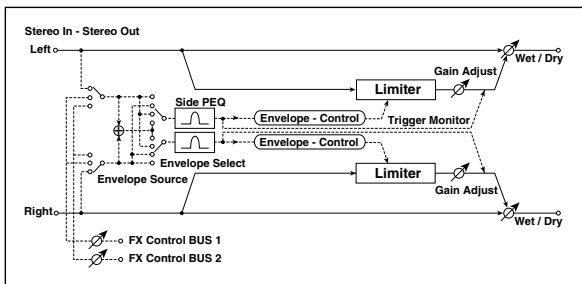 Stereo In - Stereo Out
Left
Wet / Dry
Gain Adjust
Limiter
Side PEQ
Trigger Monitor
Envelope - Control
Envelope - Control
Envelope Select
Envelope Source
Limiter
Gain Adjust
Right
Wet / Dry
FX Control BUS 1
FX Control BUS 2